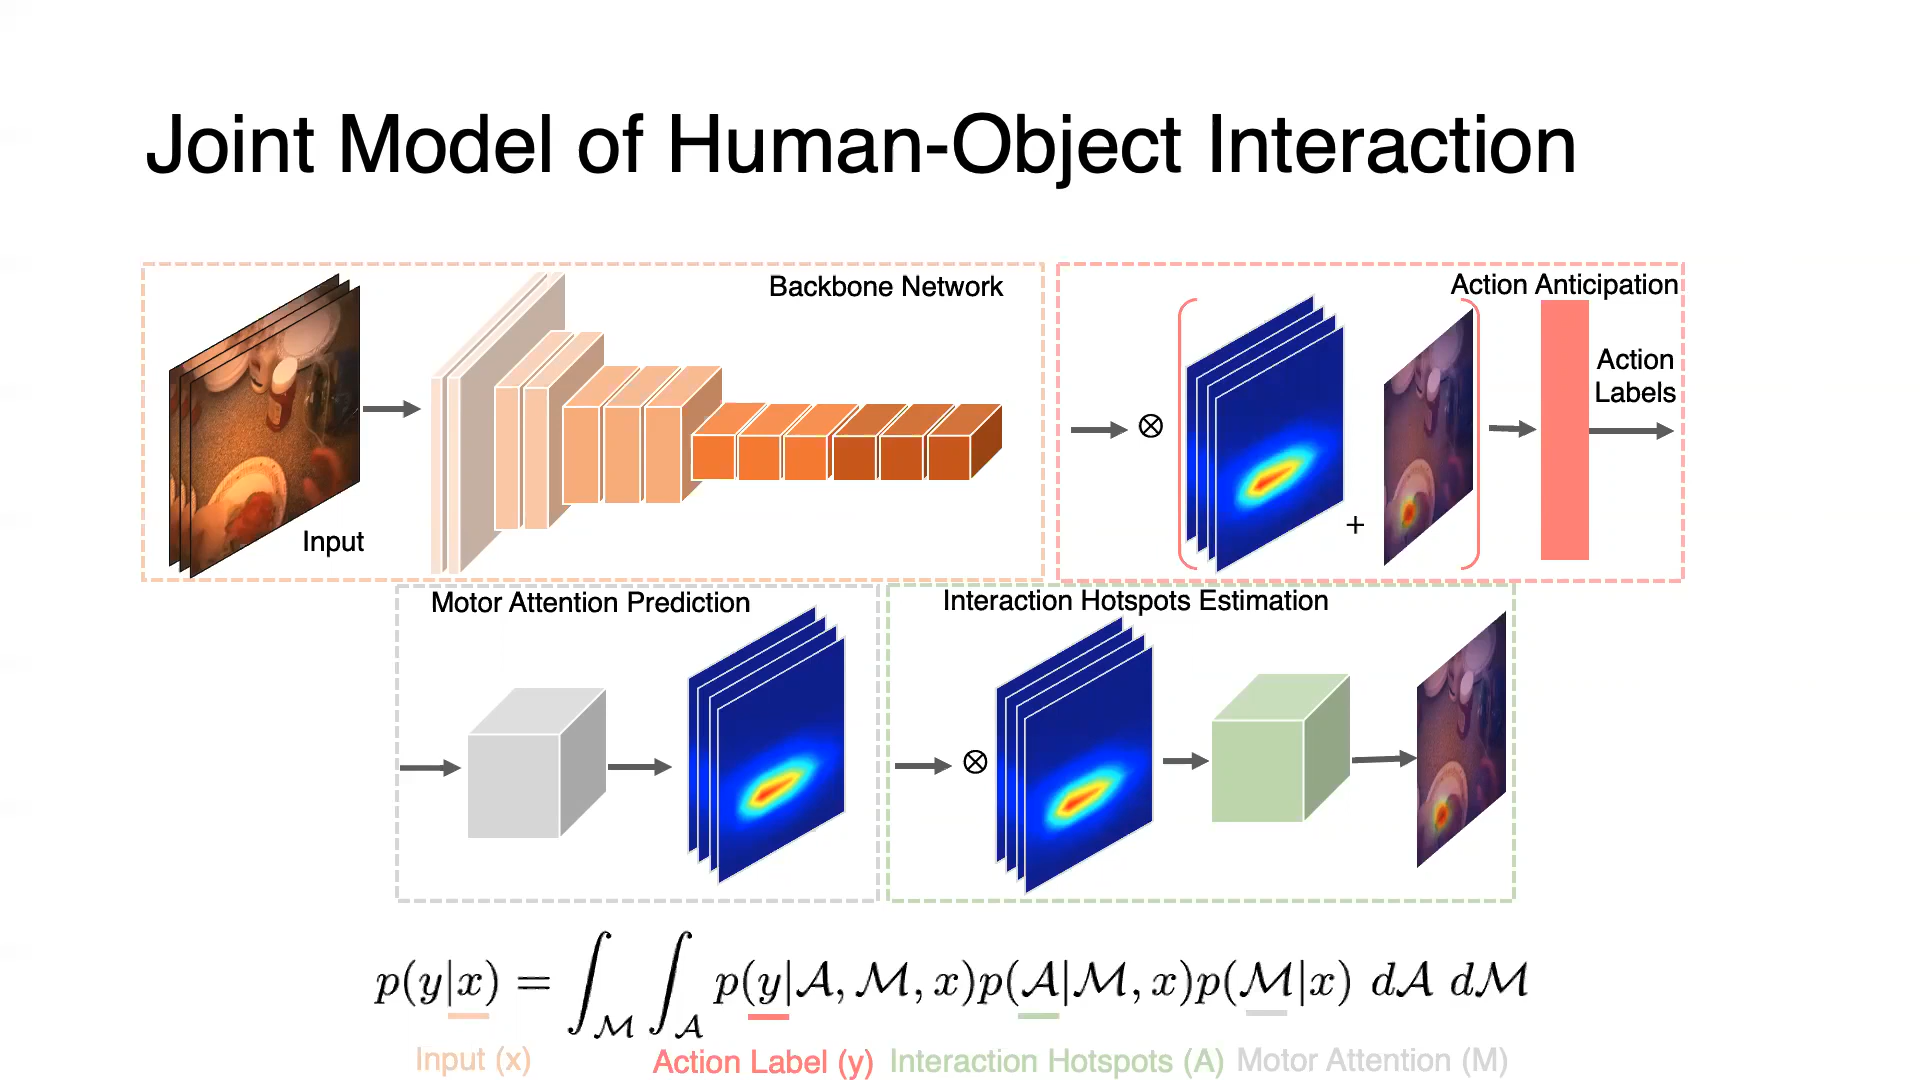 Joint Model of Human-Object Interaction
Backbone Network
Input
Action Anticipation
⊗
+
Action
Labels
Motor Attention Prediction
Interaction Hotspots Estimation
⊗
p(y|x) = ∫_ℳ ∫_𝒜 p(y|𝒜, ℳ, x)p(𝒜|ℳ, x)p(ℳ|x) d𝒜 dℳ
Input (x)
Action Label (y)
Interaction Hotspots (A)
Motor Attention (M)